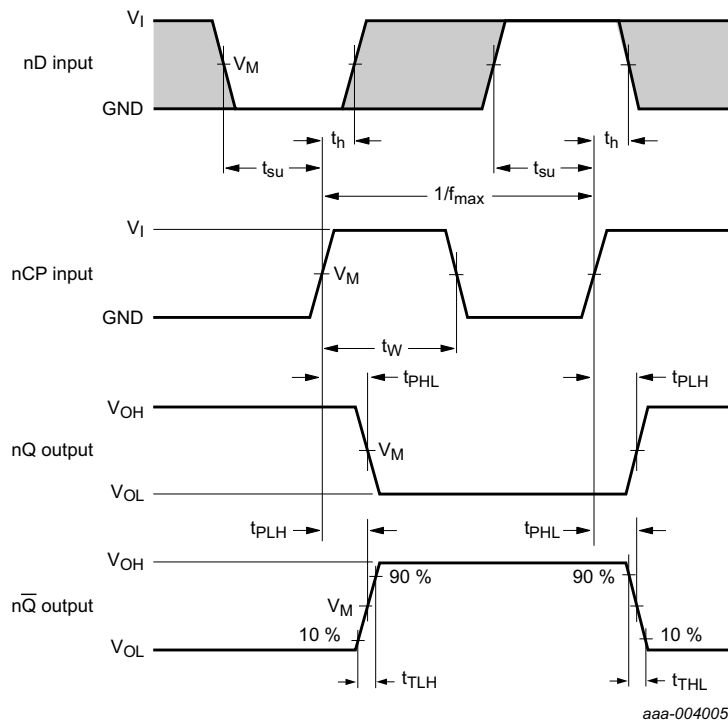 V_I
nD input
V_M
GND
t_h
t_h
t_su
t_su
1/f_max
V_I
nCP input
V_M
GND
t_W
t_PHL
t_PLH
V_OH
nQ output
V_M
V_OL
t_PLH
t_PHL
V_OH
90 %
90 %
nQ̅ output
V_M
10 %
10 %
V_OL
t_TLH
t_THL
aaa-004005